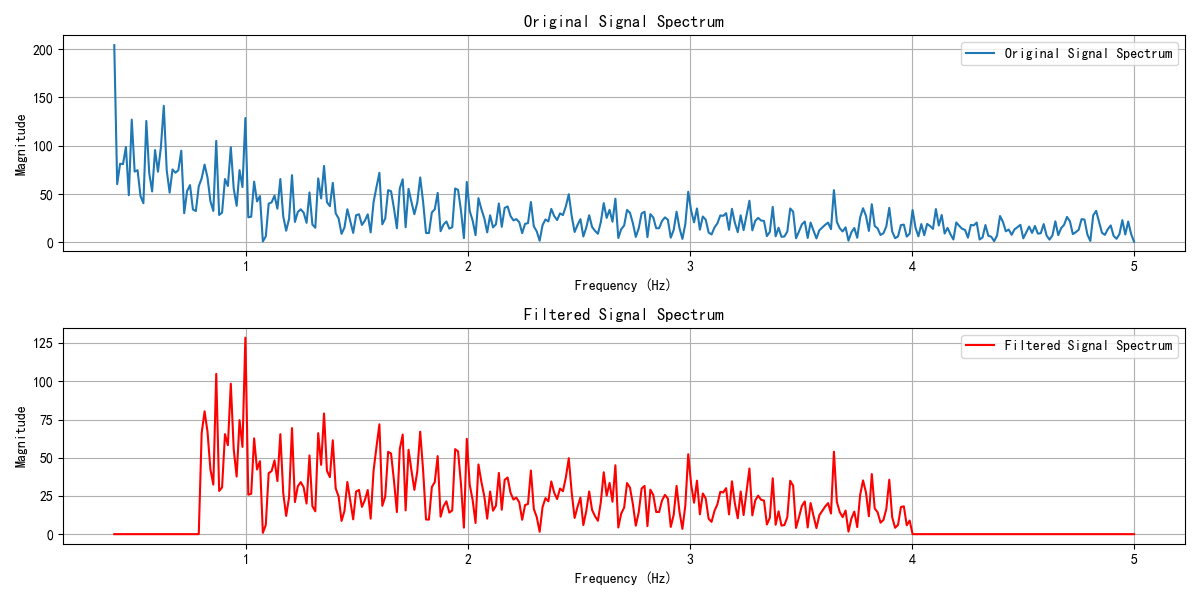 Original Signal Spectrum
Original Signal Spectrum
200
150
100
50
0
Magnitude
1 2 3 4 5
Frequency (Hz)
Filtered Signal Spectrum
Filtered Signal Spectrum
125
100
75
50
25
0
Magnitude
1 2 3 4 5
Frequency (Hz)